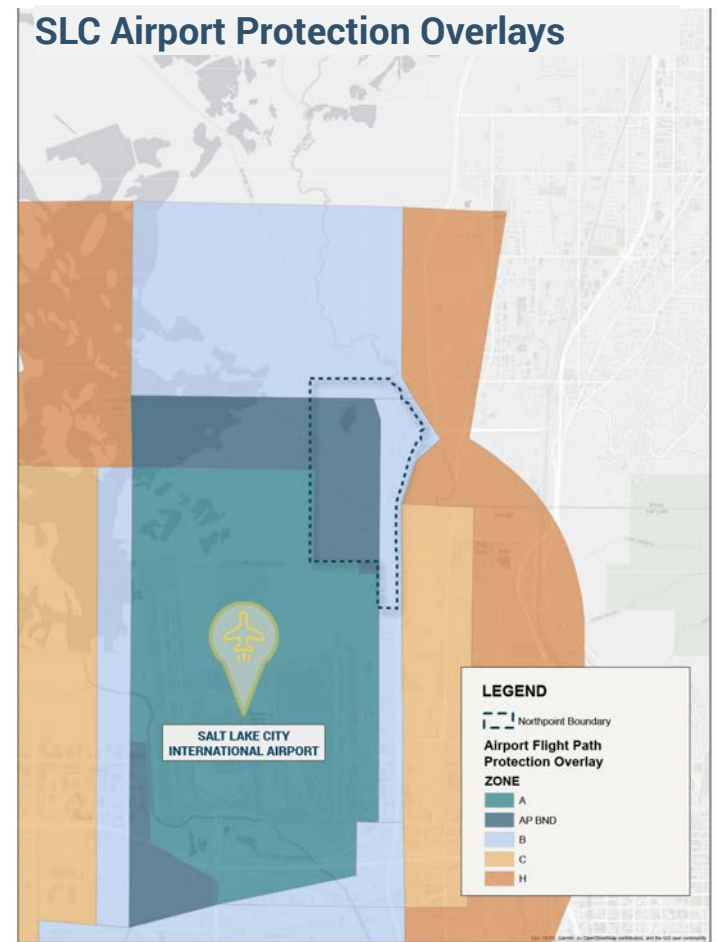 SLC Airport Protection Overlays
SALT LAKE CITY
INTERNATIONAL AIRPORT
LEGEND
Northpoint Boundary
Airport Flight Path
Protection Overlay
ZONE
A
AP BND
B
C
H